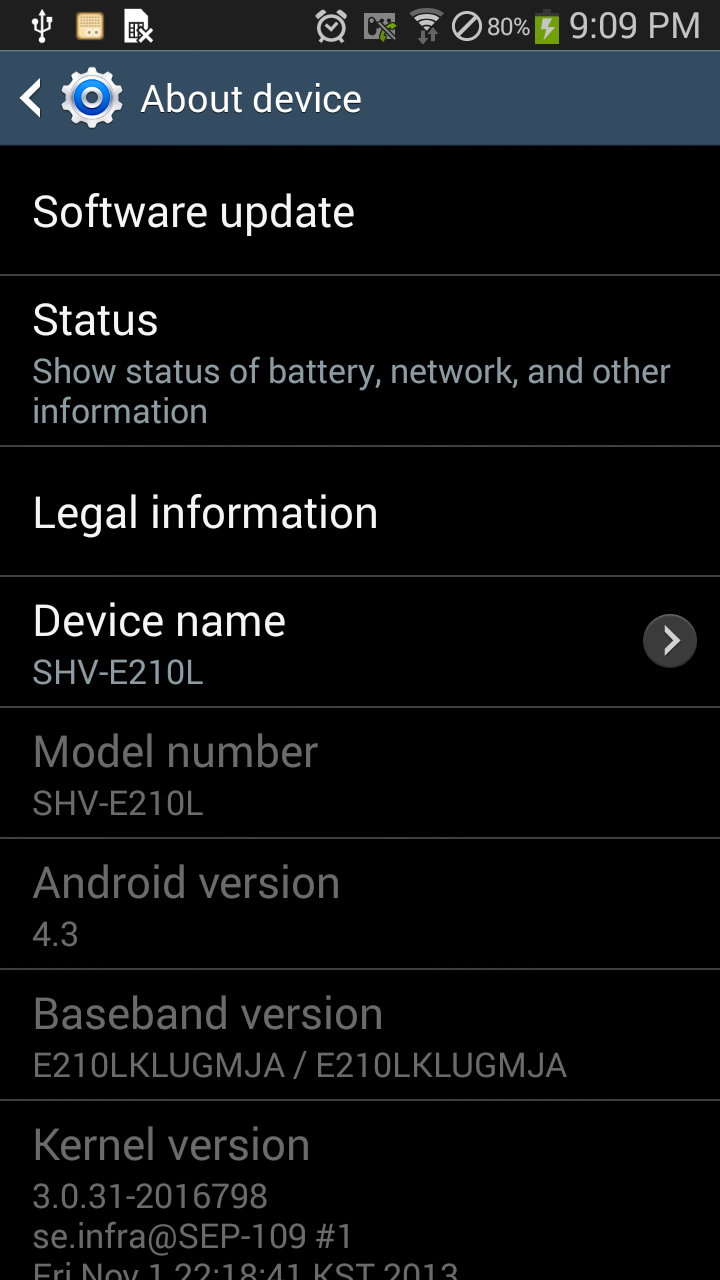 80% 9:09 PM
About device
Software update
Status
Show status of battery, network, and other
information
Legal information
Device name
SHV-E210L
Model number
SHV-E210L
Android version
4.3
Baseband version
E210LKLUGMJA / E210LKLUGMJA
Kernel version
3.0.31-2016798
se.infra@SEP-109 #1
Fri Nov 1 22:18:41 KST 2013